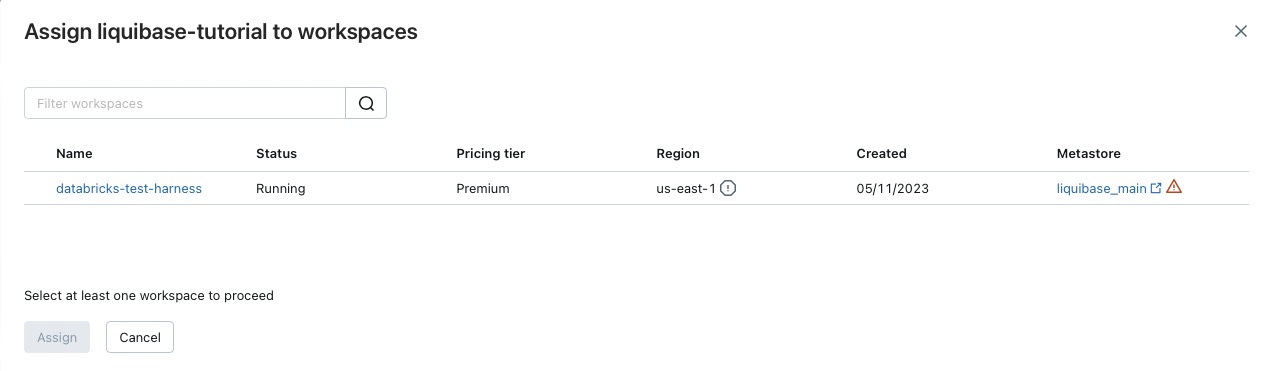 Assign liquibase-tutorial to workspaces
Filter workspaces
Name Status Pricing tier Region Created Metastore
databricks-test-harness Running Premium us-east-1 05/11/2023 liquibase_main
Select at least one workspace to proceed
Assign Cancel